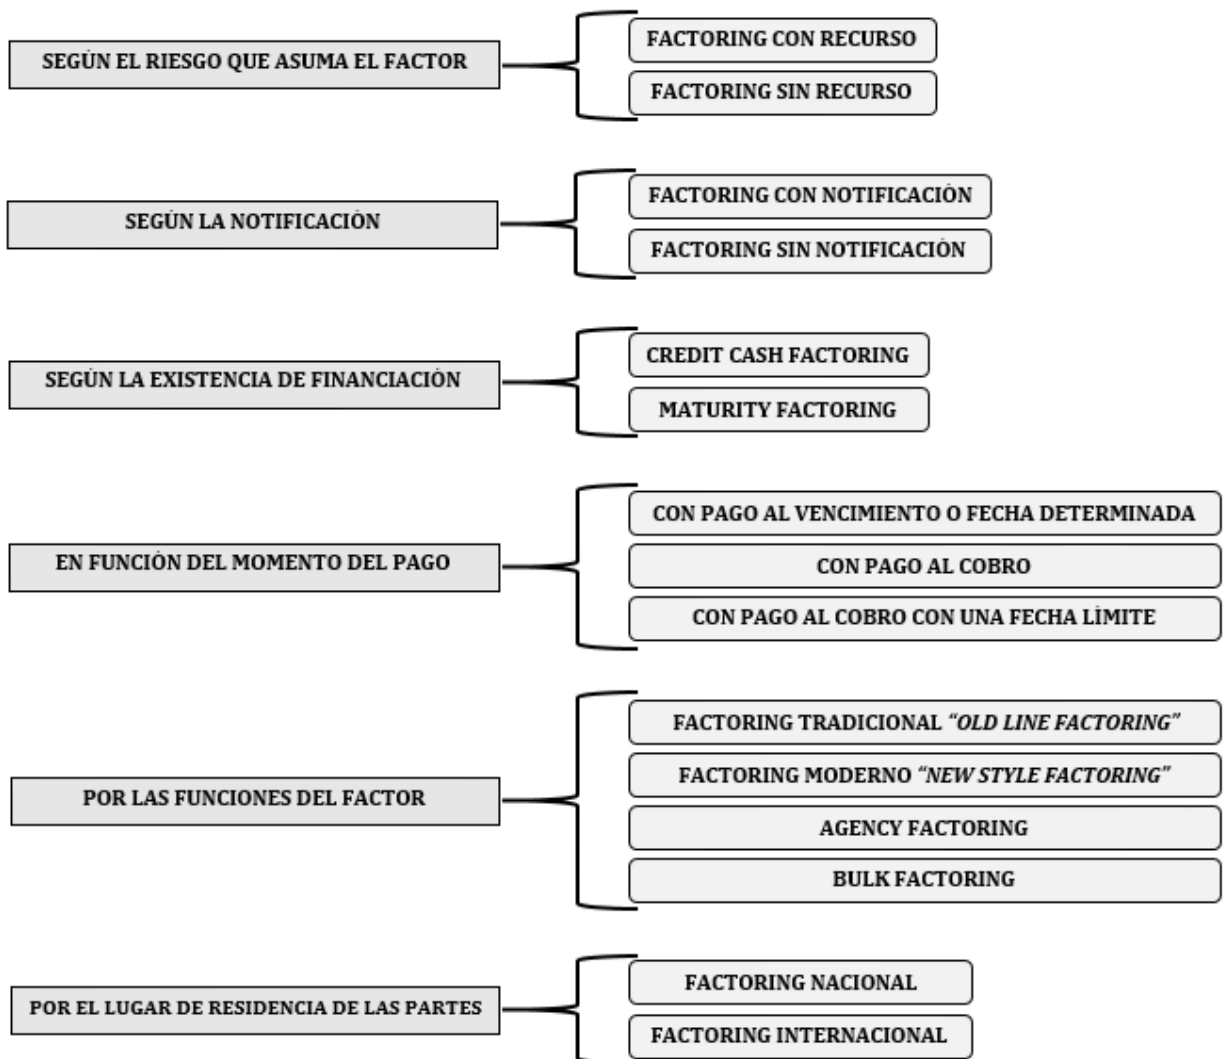 SEGÚN EL RIESGO QUE ASUMA EL FACTOR
FACTORING CON RECURSO
FACTORING SIN RECURSO
SEGÚN LA NOTIFICACIÓN
FACTORING CON NOTIFICACIÓN
FACTORING SIN NOTIFICACIÓN
SEGÚN LA EXISTENCIA DE FINANCIACIÓN
CREDIT CASH FACTORING
MATURITY FACTORING
EN FUNCIÓN DEL MOMENTO DEL PAGO
CON PAGO AL VENCIMIENTO O FECHA DETERMINADA
CON PAGO AL COBRO
CON PAGO AL COBRO CON UNA FECHA LÍMITE
POR LAS FUNCIONES DEL FACTOR
FACTORING TRADICIONAL “OLD LINE FACTORING”
FACTORING MODERNO “NEW STYLE FACTORING”
AGENCY FACTORING
BULK FACTORING
POR EL LUGAR DE RESIDENCIA DE LAS PARTES
FACTORING NACIONAL
FACTORING INTERNACIONAL